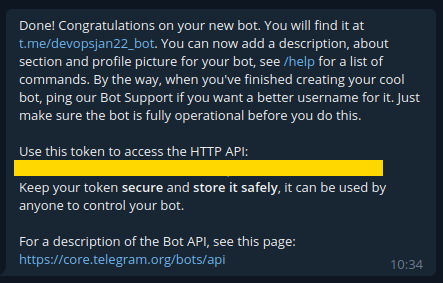 Done! Congratulations on your new bot. You will find it at
t.me/devopsjan22_bot. You can now add a description, about
section and profile picture for your bot, see /help for a list of
commands. By the way, when you've finished creating your cool
bot, ping our Bot Support if you want a better username for it. Just
make sure the bot is fully operational before you do this.
Use this token to access the HTTP API:
Keep your token secure and store it safely, it can be used by
anyone to control your bot.
For a description of the Bot API, see this page:
https://core.telegram.org/bots/api
10:34